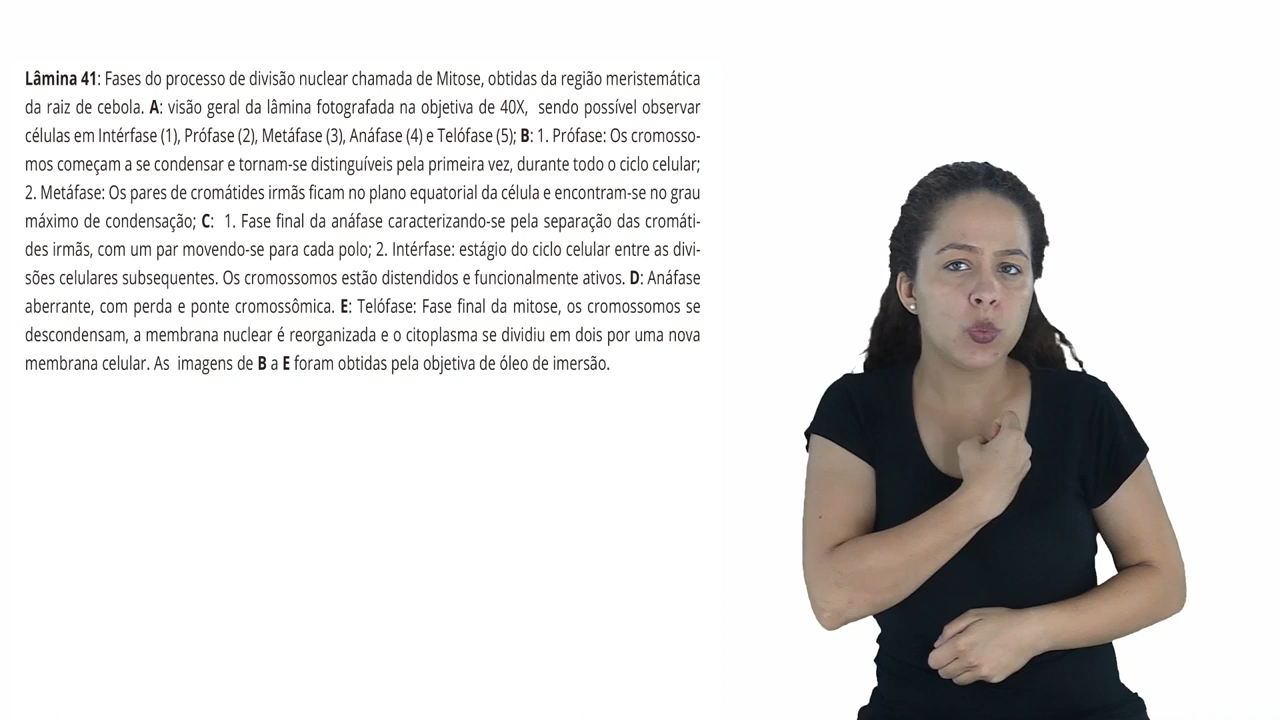 Lâmina 41: Fases do processo de divisão nuclear chamada de Mitose, obtidas da região meristemática
da raiz de cebola. A: visão geral da lâmina fotografada na objetiva de 40X, sendo possível observar
células em Intérfase (1), Prófase (2), Metáfase (3), Anáfase (4) e Telófase (5); B: 1. Prófase: Os cromosso-
mos começam a se condensar e tornam-se distinguíveis pela primeira vez, durante todo o ciclo celular;
2. Metáfase: Os pares de cromátides irmãs ficam no plano equatorial da célula e encontram-se no grau
máximo de condensação; C: 1. Fase final da anáfase caracterizando-se pela separação das cromáti-
des irmãs, com um par movendo-se para cada polo; 2. Intérfase: estágio do ciclo celular entre as divi-
sões celulares subsequentes. Os cromossomos estão distendidos e funcionalmente ativos. D: Anáfase
aberrante, com perda e ponte cromossômica. E: Telófase: Fase final da mitose, os cromossomos se
descondensam, a membrana nuclear é reorganizada e o citoplasma se dividiu em dois por uma nova
membrana celular. As imagens de B a E foram obtidas pela objetiva de óleo de imersão.